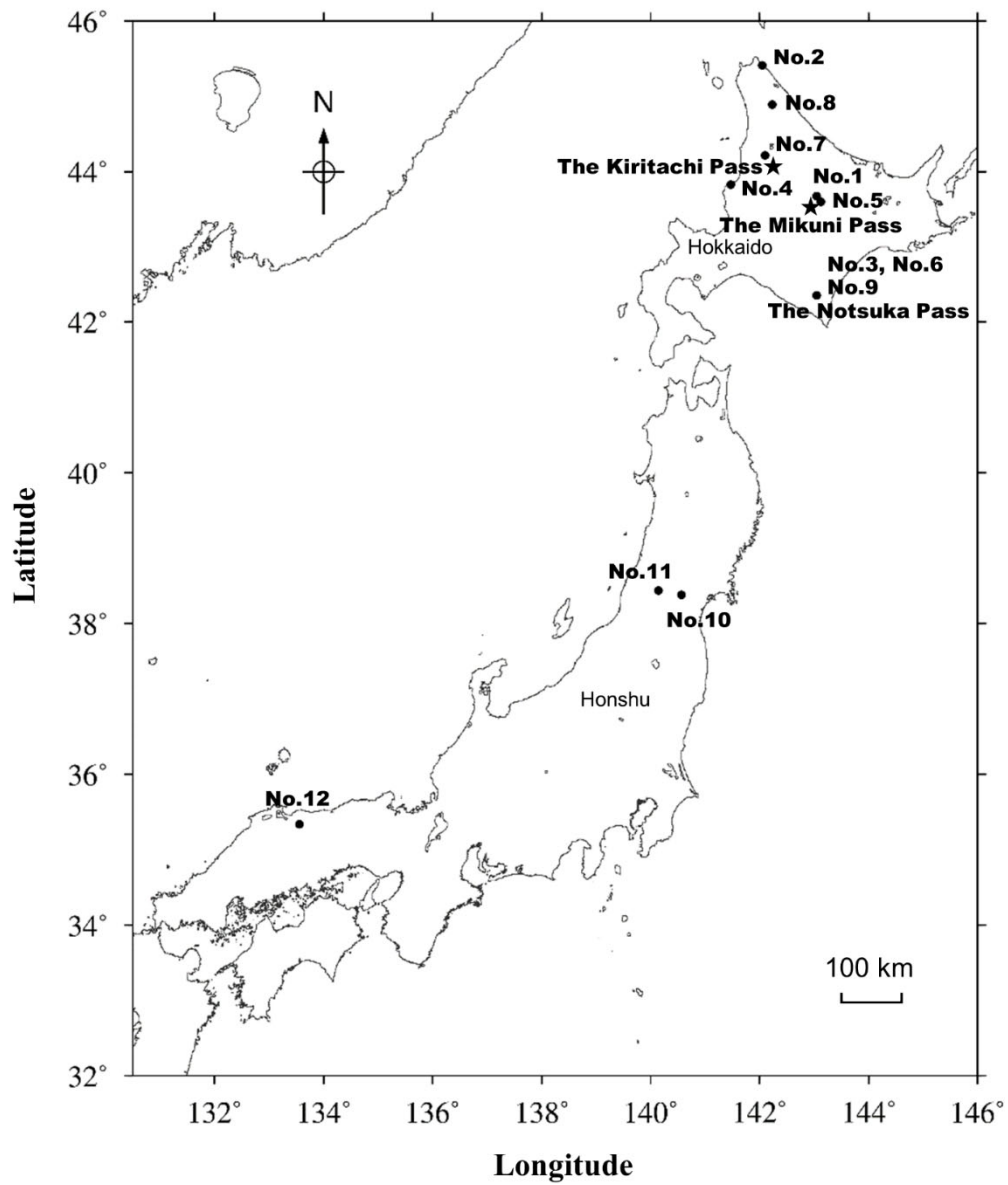 46°
No.2
N
No.8
44°
No.7
The Kiritachi Pass
No.1
No.4
No.5
The Mikuni Pass
Hokkaido
No.3, No.6
No.9
42°
The Notsuka Pass
40°
Latitude
No.11
38°
No.10
Honshu
36°
No.12
34°
100 km
32°
132° 134° 136° 138° 140° 142° 144° 146°
Longitude